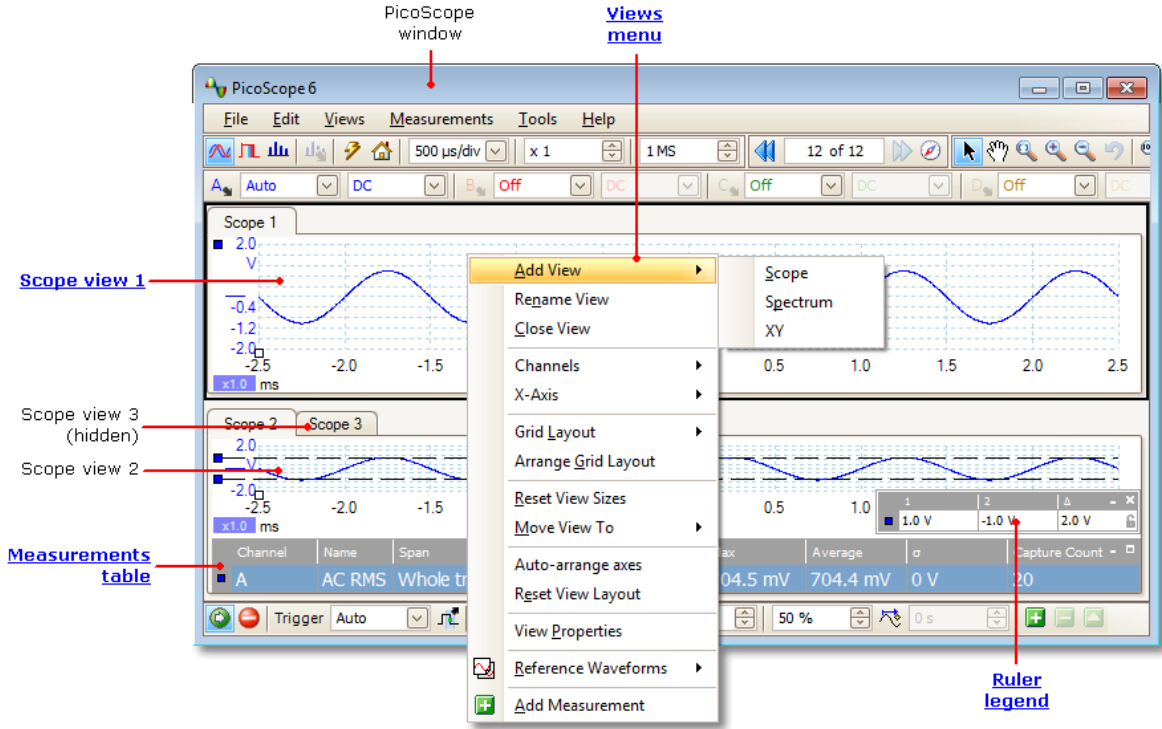 PicoScope
window
Views
menu
PicoScope 6
File Edit Views Measurements Tools Help
500 µs/div x 1 1 MS 12 of 12
A Auto DC B Off DC C Off DC D Off DC
Scope 1
2.0
V
-0.4
-1.2
-2.0
-2.5 -2.0 -1.5 0.5 1.0 1.5 2.0 2.5
x1.0 ms
Scope view 1
Add View
Rename View
Close View
Channels
X-Axis
Grid Layout
Arrange Grid Layout
Reset View Sizes
Move View To
Auto-arrange axes
Reset View Layout
View Properties
Reference Waveforms
Add Measurement
Scope
Spectrum
XY
Scope view 3
(hidden)
Scope view 2
Scope 2 Scope 3
2.0
V
-2.0
-2.5 -2.0 -1.5 0.5 1.0
x1.0 ms
1 2 Δ
1.0 V -1.0 V 2.0 V
Measurements
table
Channel Name Span Average σ Capture Count
A AC RMS Whole 704.4 mV 0 V 20
Trigger Auto 50 % 0 s
Ruler
legend